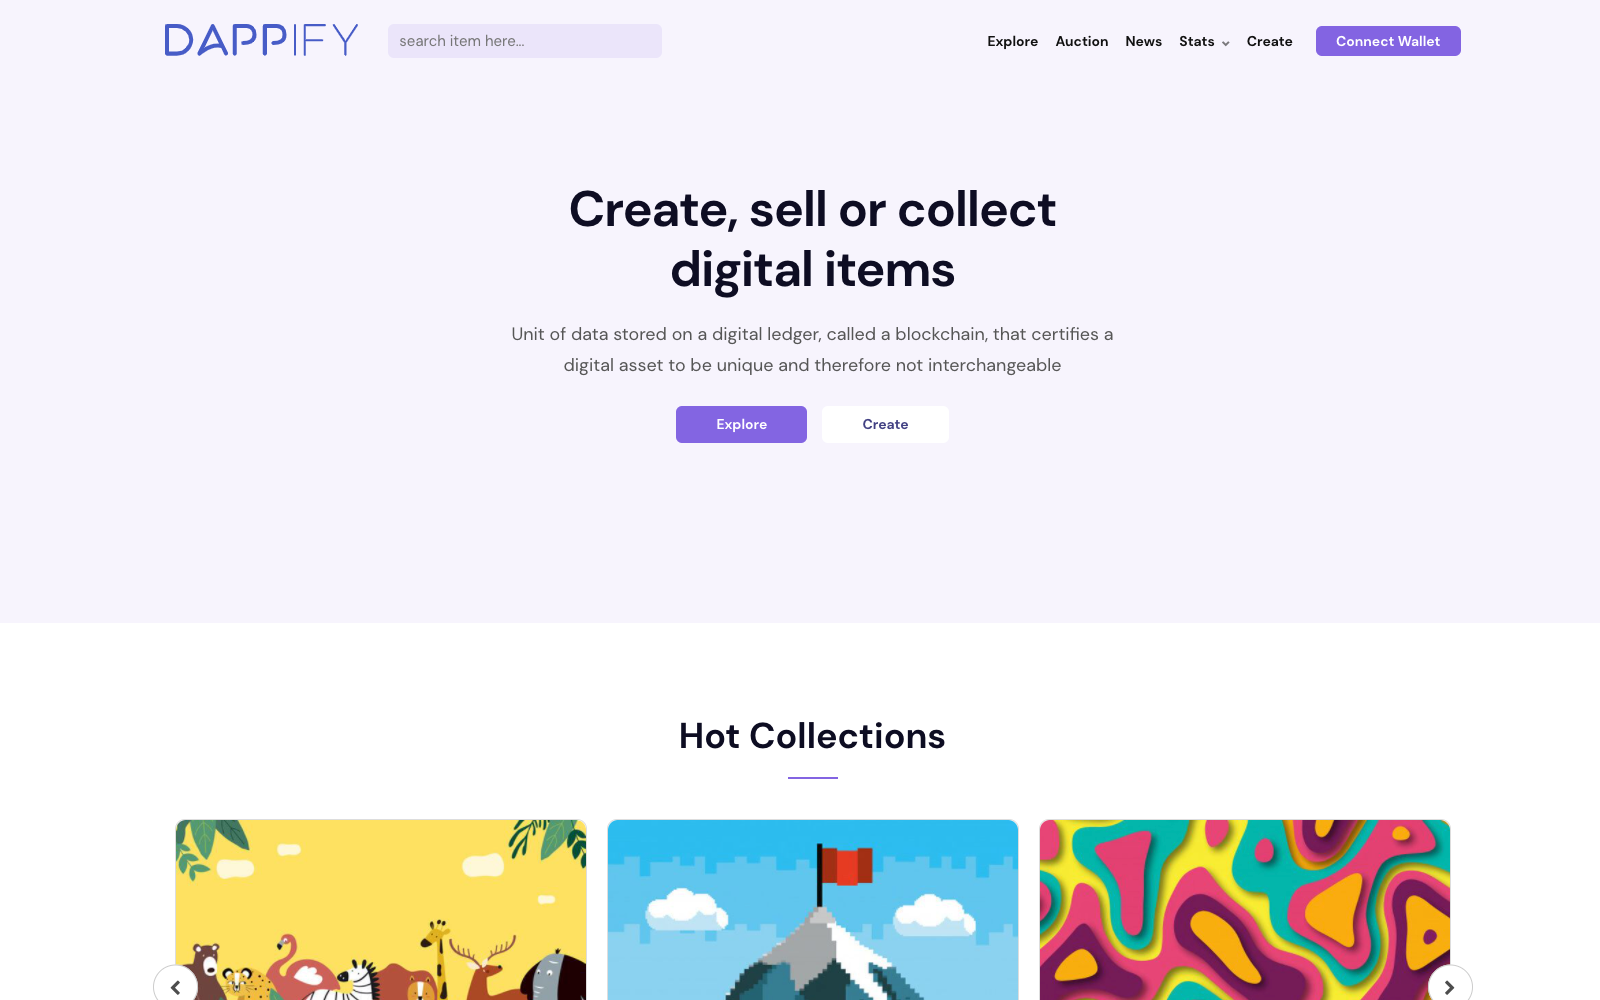 DAPPIFY
search item here...
Explore Auction News Stats Create Connect Wallet
Create, sell or collect
digital items
Unit of data stored on a digital ledger, called a blockchain, that certifies a
digital asset to be unique and therefore not interchangeable
Explore Create
Hot Collections